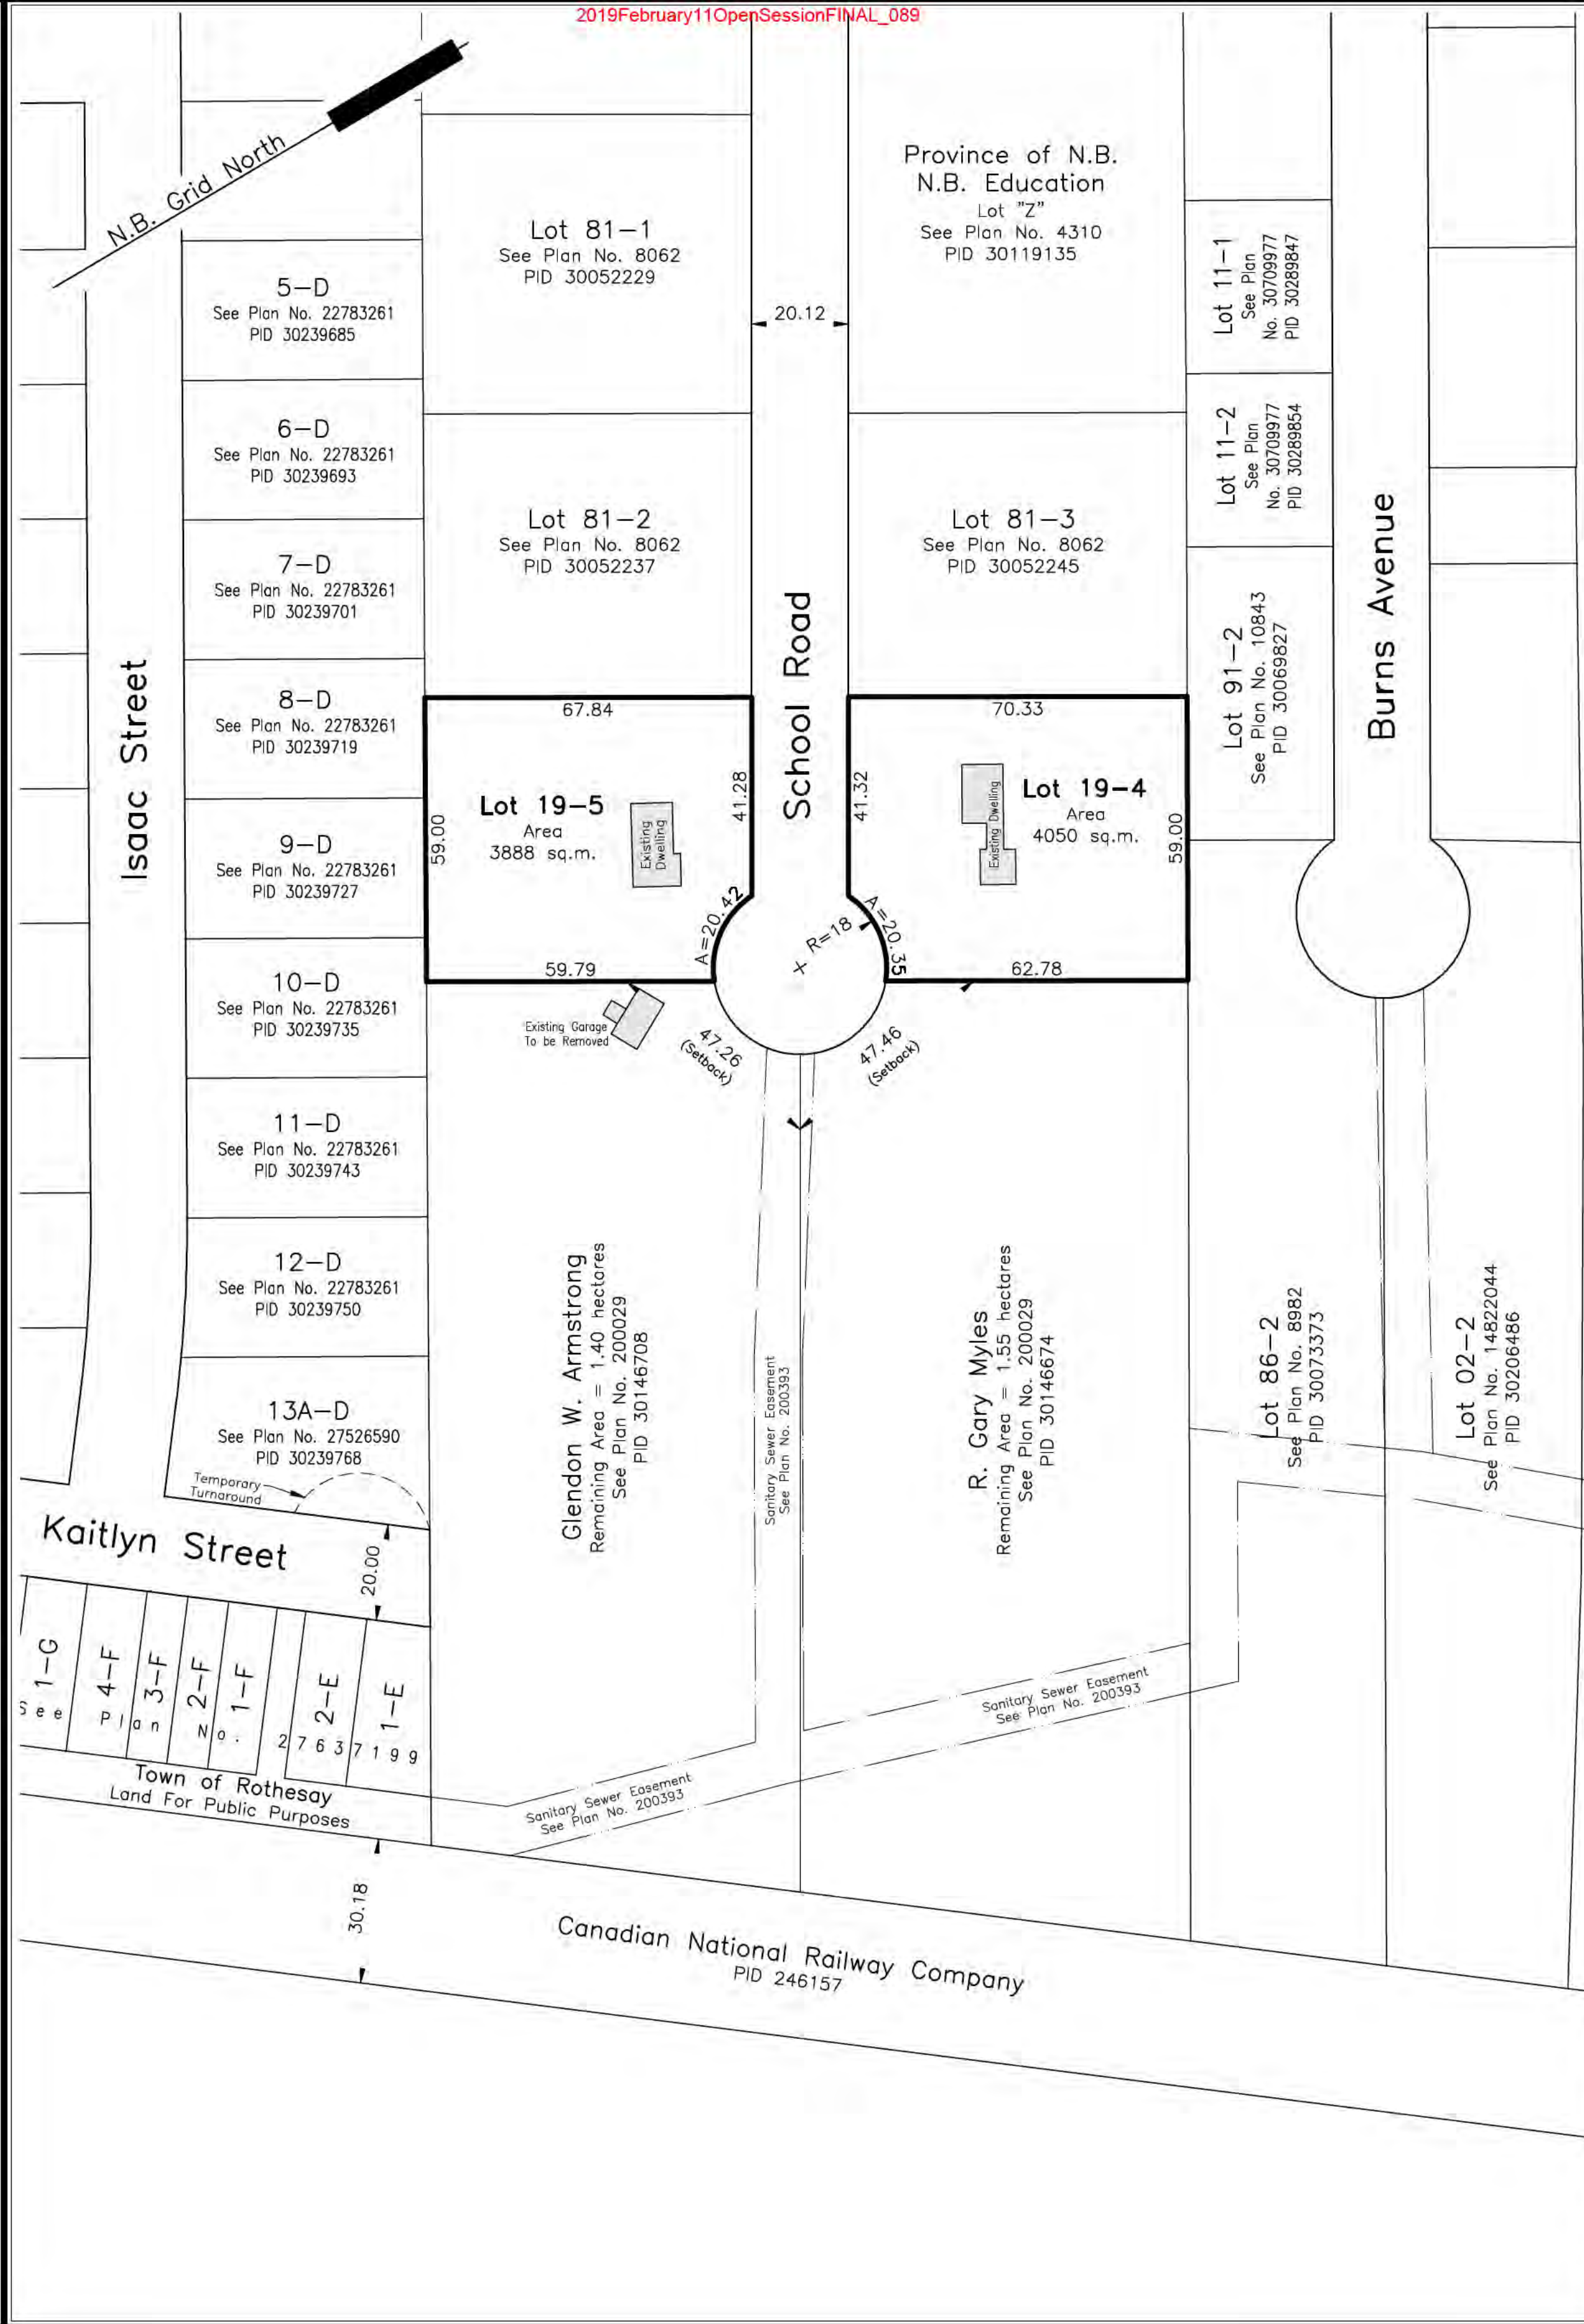 2019February11OpenSessionFINAL_089
N.B. Grid North
Province of N.B.
N.B. Education
Lot "Z"
See Plan No. 4310
PID 30119135
Lot 81-1
See Plan No. 8062
PID 30052229
20.12
Lot 11-1
See Plan
No. 30709977
PID 30289847
5-D
See Plan No. 22783261
PID 30239685
6-D
See Plan No. 22783261
PID 30239693
Lot 11-2
See Plan
No. 30709977
PID 30289854
Lot 81-2
See Plan No. 8062
PID 30052237
Lot 81-3
See Plan No. 8062
PID 30052245
7-D
See Plan No. 22783261
PID 30239701
Burns Avenue
School Road
Isaac Street
Lot 91-2
See Plan No. 10843
PID 30069827
8-D
See Plan No. 22783261
PID 30239719
67.84
70.33
41.28
41.32
Lot 19-5
Area
3888 sq.m.
Existing
Dwelling
59.00
Existing Dwelling
Lot 19-4
Area
4050 sq.m.
59.00
9-D
See Plan No. 22783261
PID 30239727
A=20.42
R=18
A=20.35
59.79
62.78
10-D
See Plan No. 22783261
PID 30239735
Existing Garage
To be Removed
47.26
(Setback)
47.46
(Setback)
11-D
See Plan No. 22783261
PID 30239743
12-D
See Plan No. 22783261
PID 30239750
Glendon W. Armstrong
Remaining Area = 1.40 hectares
See Plan No. 200029
PID 30146708
Sanitary Sewer Easement
See Plan No. 200393
R. Gary Myles
Remaining Area = 1.55 hectares
See Plan No. 200029
PID 30146674
Lot 86-2
See Plan No. 8982
PID 30073373
Lot 02-2
See Plan No. 14822044
PID 30206486
13A-D
See Plan No. 27526590
PID 30239768
Temporary
Turnaround
Kaitlyn Street
20.00
1-G
4-F
3-F
2-F
1-F
2-E
1-E
See Plan No. 27637199
Sanitary Sewer Easement
See Plan No. 200393
Town of Rothesay
Land For Public Purposes
Sanitary Sewer Easement
See Plan No. 200393
30.18
Canadian National Railway Company
PID 246157